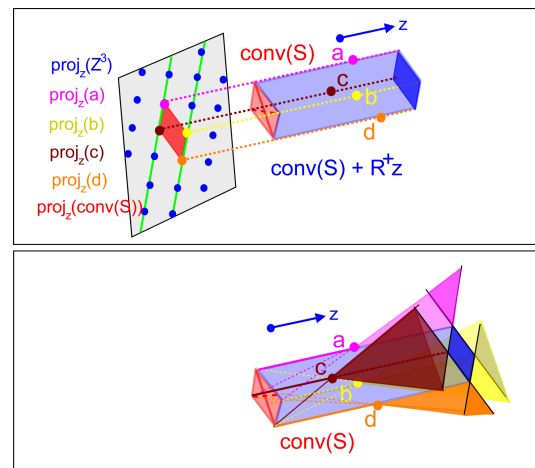 z
conv(S)
a
proj_z(Z^3)
c
proj_z(a)
b
proj_z(b)
proj_z(c)
d
proj_z(d)
conv(S) + R^+z
proj_z(conv(S))
z
a
c
b
d
conv(S)